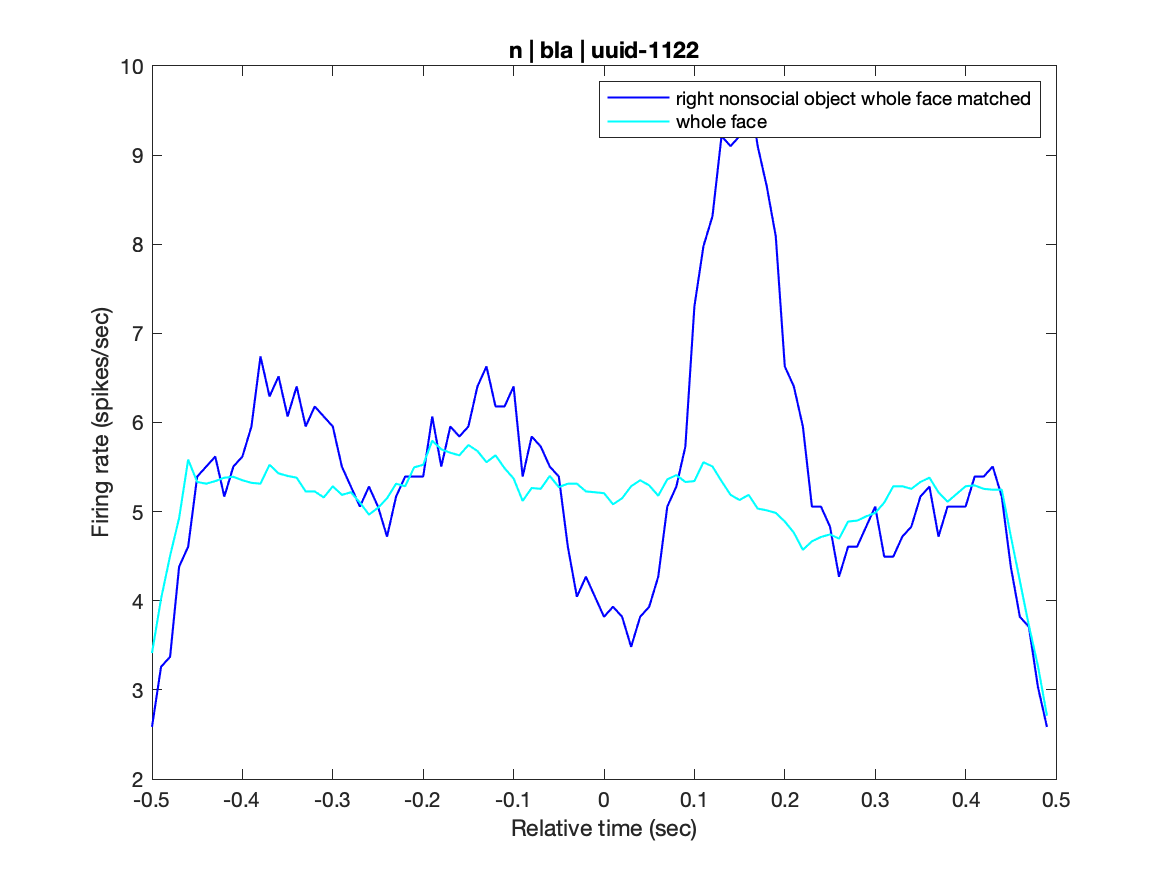 n | bla | uuid-1122
right nonsocial object whole face matched
whole face
Firing rate (spikes/sec)
10
9
8
7
6
5
4
3
2
-0.5 -0.4 -0.3 -0.2 -0.1 0 0.1 0.2 0.3 0.4 0.5
Relative time (sec)